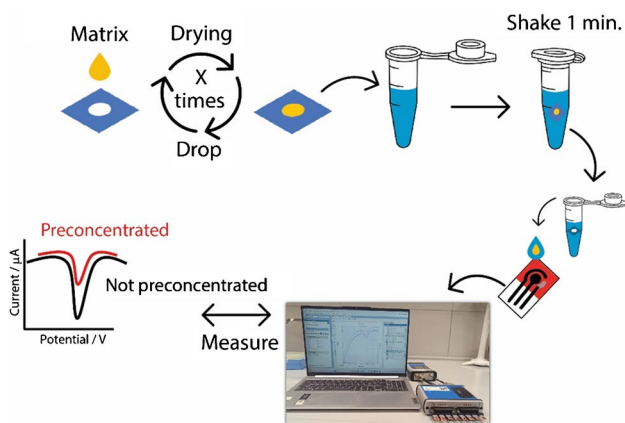 Matrix
Drying
X
times
Drop
Shake 1 min.
Preconcentrated
Not preconcentrated
Current / µA
Potential / V
Measure